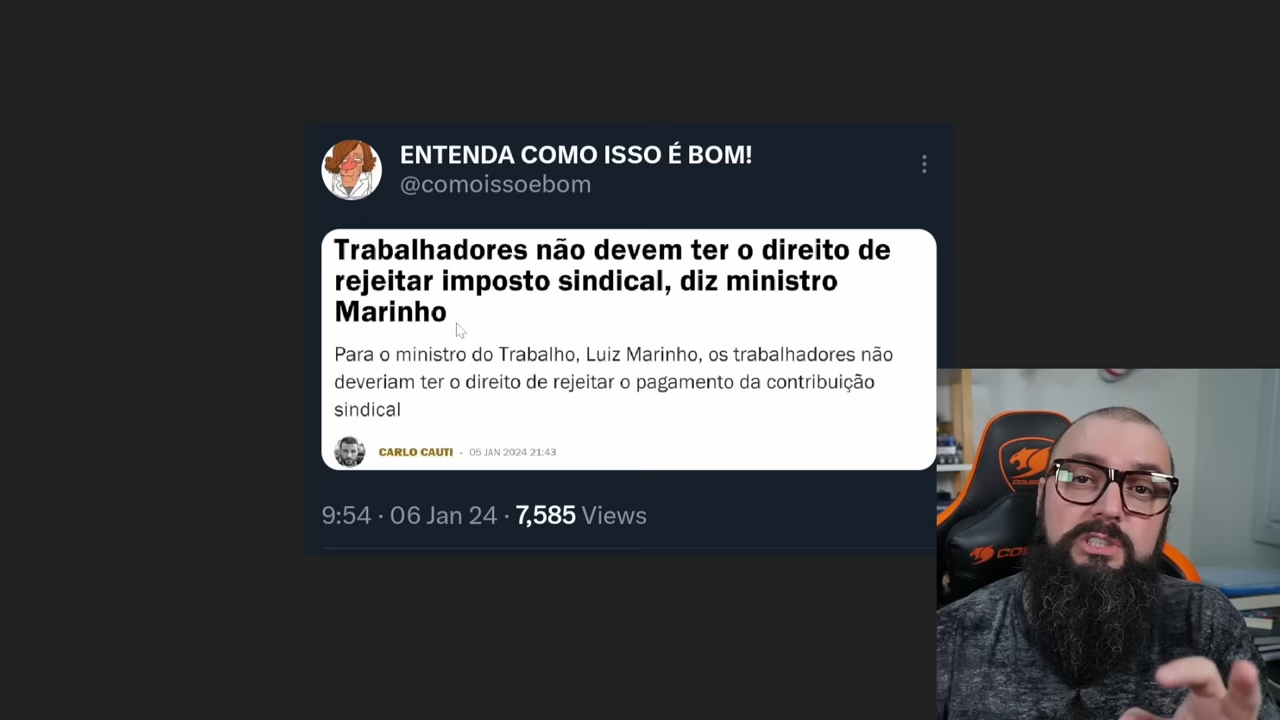 ENTENDA COMO ISSO É BOM!
@comoissoebom
Trabalhadores não devem ter o direito de
rejeitar imposto sindical, diz ministro
Marinho
Para o ministro do Trabalho, Luiz Marinho, os trabalhadores não
deveriam ter o direito de rejeitar o pagamento da contribuição
sindical
CARLO CAUTI - 05 JAN 2024 21:43
9:54 · 06 Jan 24 · 7,585 Views